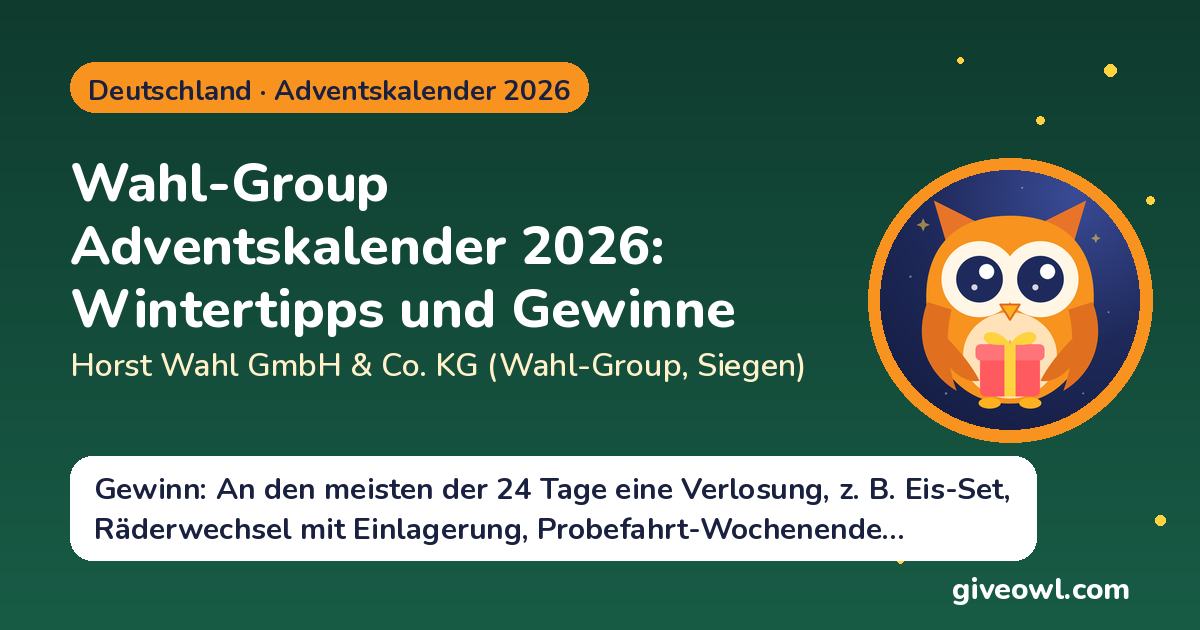 Deutschland · Adventskalender 2026
Wahl-Group
Adventskalender 2026:
Wintertipps und Gewinne
Horst Wahl GmbH & Co. KG (Wahl-Group, Siegen)
Gewinn: An den meisten der 24 Tage eine Verlosung, z. B. Eis-Set,
Räderwechsel mit Einlagerung, Probefahrt-Wochenende...
giveowl.com